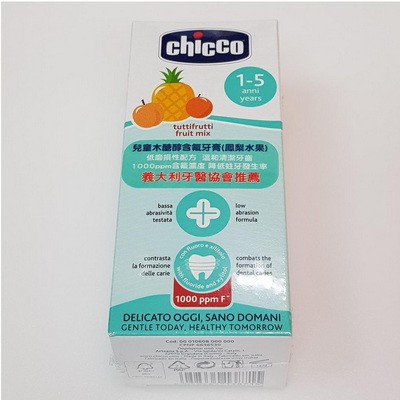 chicco
1-5
anni
years
tuttifrutti
fruit mix
兒童木醣醇含氟牙膏(鳳梨水果)
低磨損性配方 溫和清潔牙齒
1000ppm含氟濃度 降低蛀牙發生率
義大利牙醫協會推薦
bassa
abrasività
testata
low
abrasion
formula
contrasta
la formazione
delle carie
con fluoro e xilitolo
with fluoride and xylitol
combats the
formation of
dental caries
1000 ppm F
DELICATO OGGI, SANO DOMANI
GENTLE TODAY, HEALTHY TOMORROW